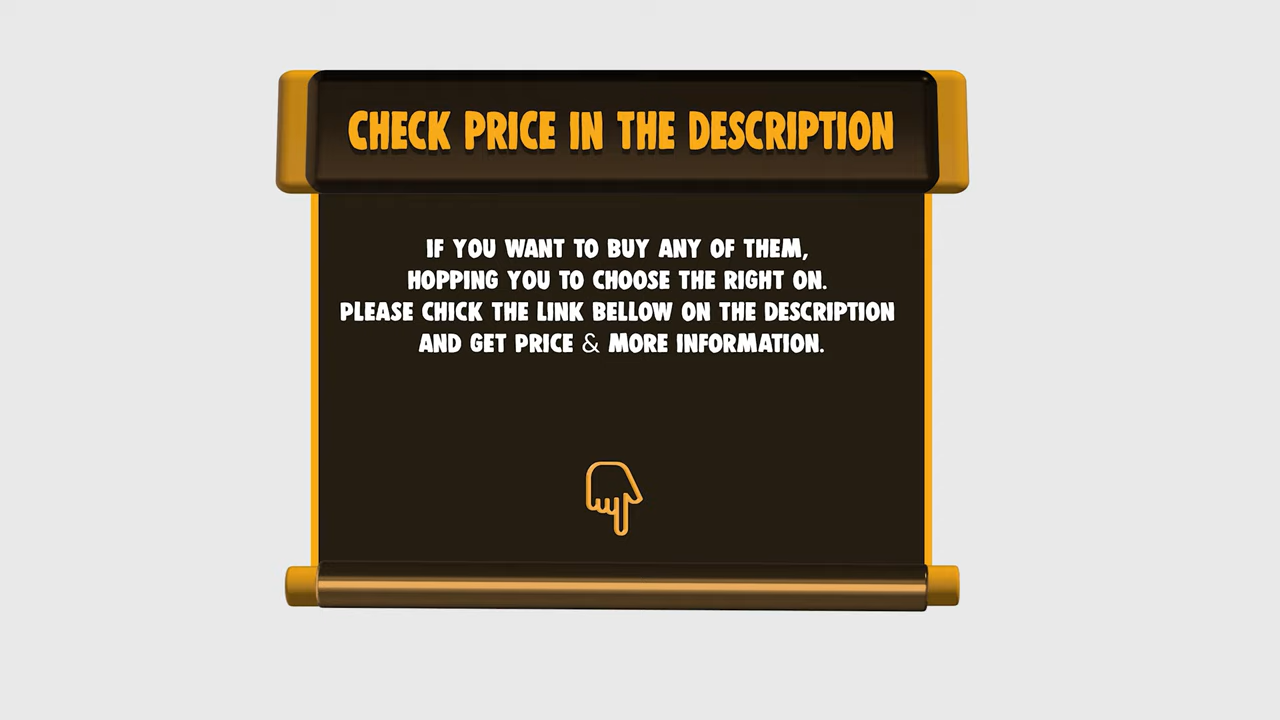 CHECK PRICE IN THE DESCRIPTION
IF YOU WANT TO BUY ANY OF THEM,
HOPPING YOU TO CHOOSE THE RIGHT ON.
PLEASE CHICK THE LINK BELLOW ON THE DESCRIPTION
AND GET PRICE & MORE INFORMATION.